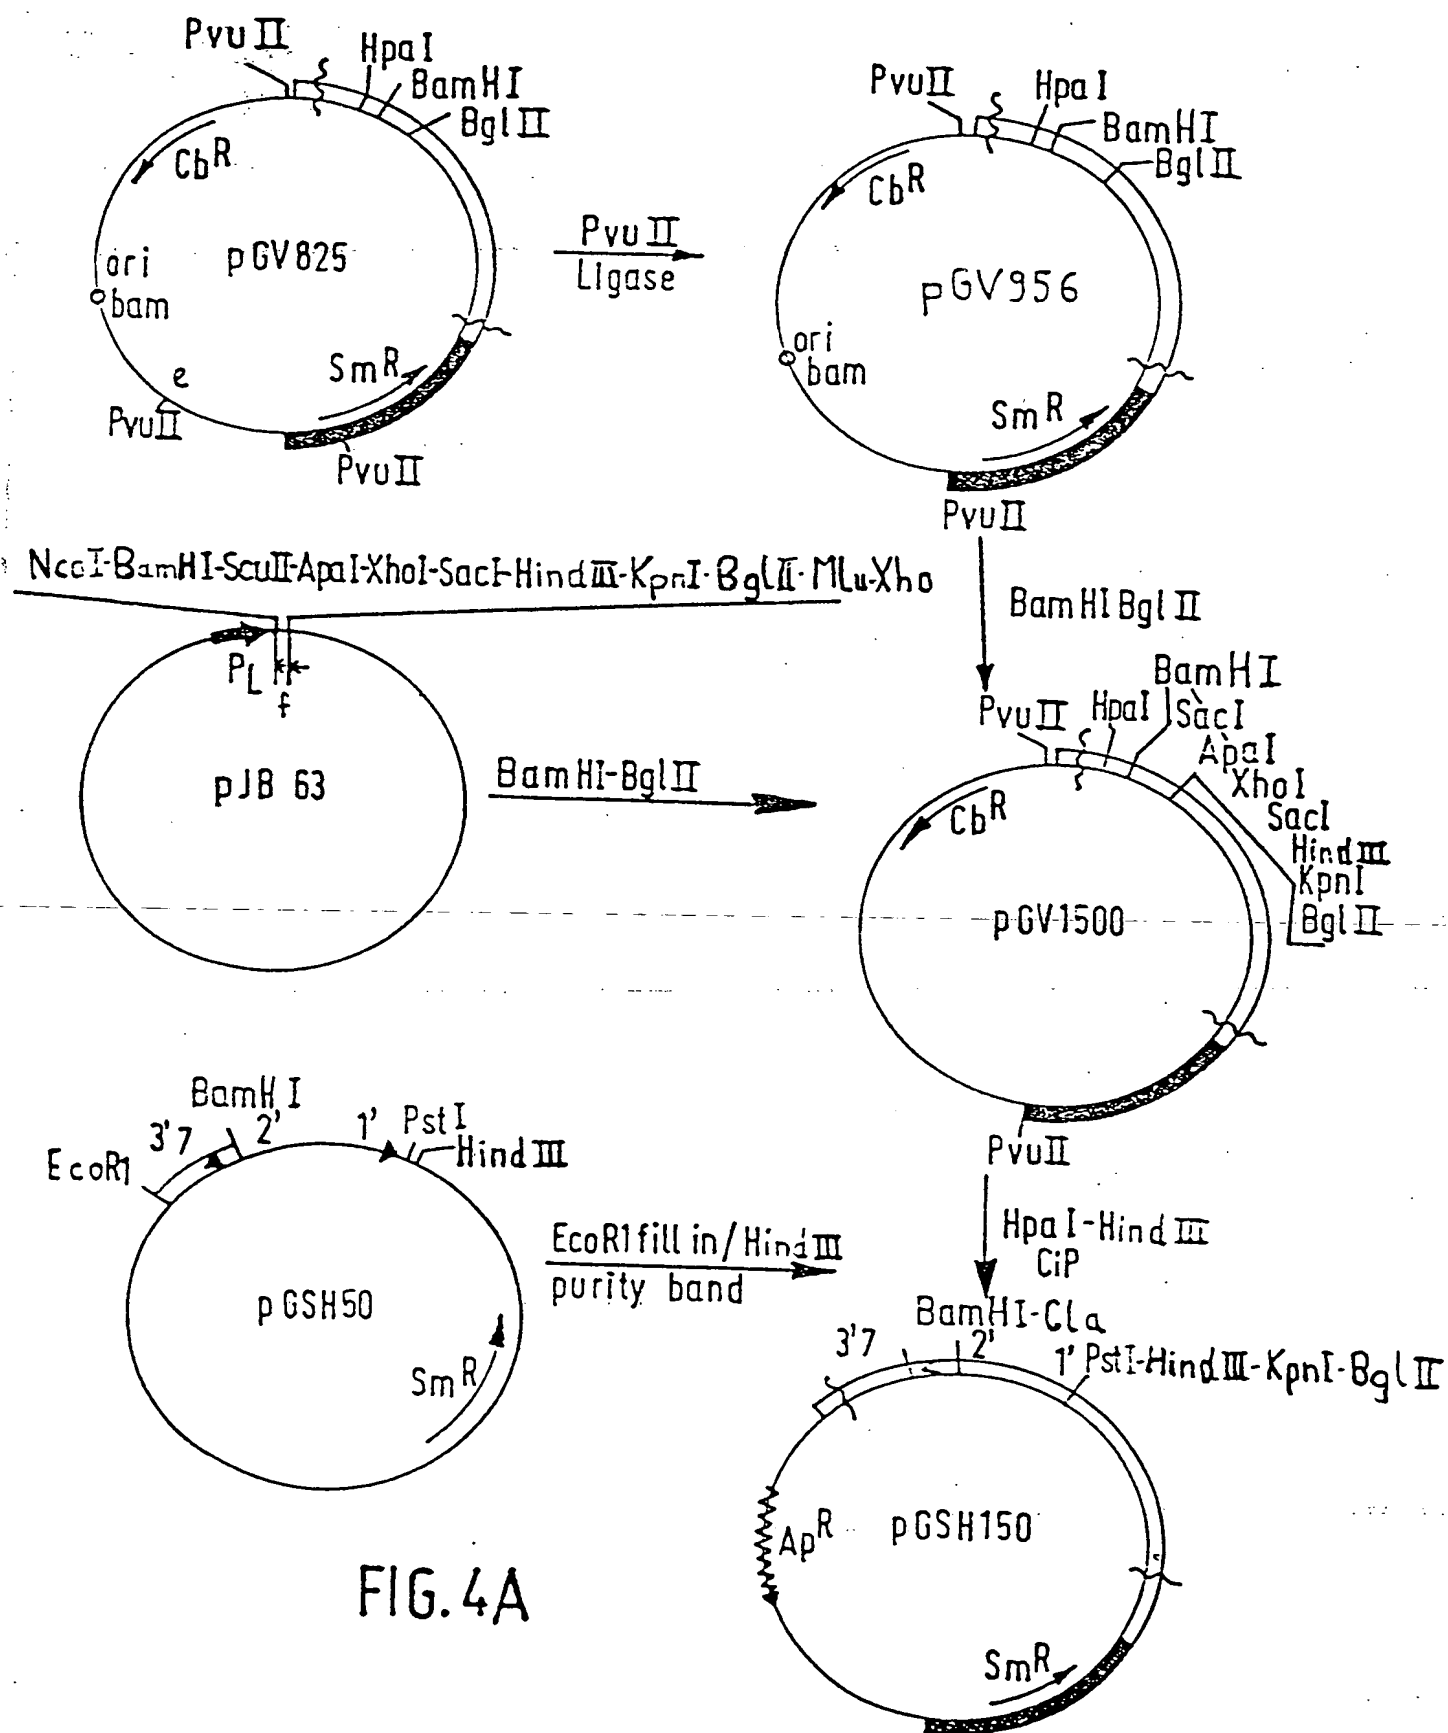 PvuII
HpaI
BamHI
BglII
CbR
pGV825
ori
bam
e
PvuII
SmR
PvuII
PvuII
Ligase
PvuII
HpaI
BamHI
BglII
CbR
pGV956
ori
bam
SmR
PvuII
NcoI-BamHI-ScuII-ApaI-XhoI-SacI-HindIII-KpnI-BglII-MLu-Xho
PL
f
pJB 63
BamHI-BglII
BamHI BglII
PvuII
HpaI
BamHI
SacI
ApaI
XhoI
SacI
HindIII
KpnI
BglII
CbR
pGV1500
PvuII
BamHI
3'7
2'
1'
PstI
HindIII
EcoR1
pGSH50
SmR
EcoR1 fill in/HindIII
purity band
HpaI-HindIII
CiP
BamHI-Cla
3'7
2'
1' PstI-HindIII-KpnI-BglII
ApR
pGSH150
SmR
FIG. 4A